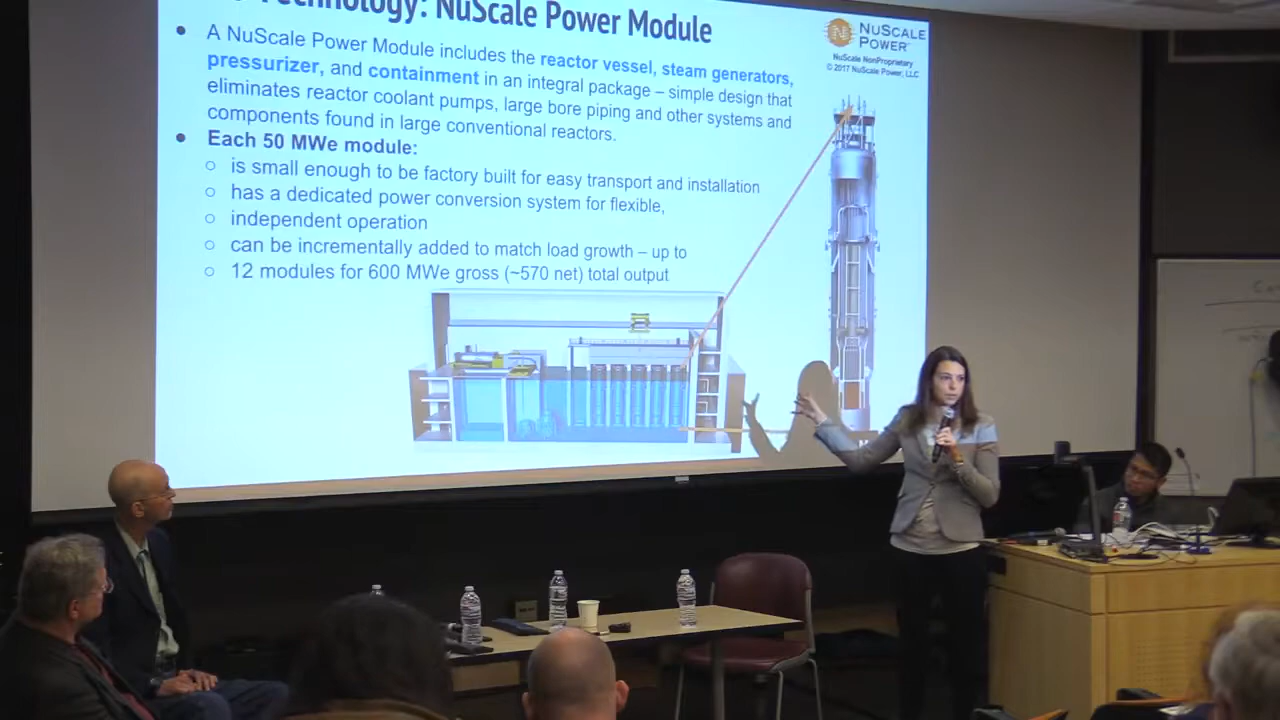 Technology: NuScale Power Module
NUSCALE
POWER™
NuScale NonProprietary
© 2017 NuScale Power, LLC
• A NuScale Power Module includes the reactor vessel, steam generators,
pressurizer, and containment in an integral package – simple design that
eliminates reactor coolant pumps, large bore piping and other systems and
components found in large conventional reactors.
• Each 50 MWe module:
○ is small enough to be factory built for easy transport and installation
○ has a dedicated power conversion system for flexible,
○ independent operation
○ can be incrementally added to match load growth – up to
○ 12 modules for 600 MWe gross (~570 net) total output